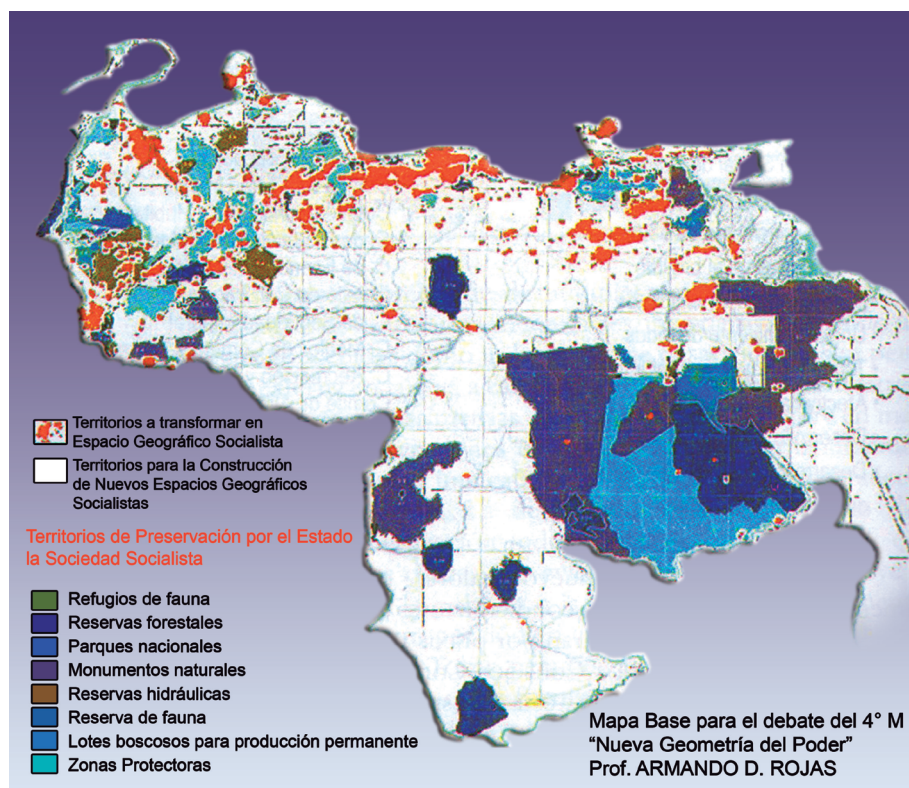 Territorios a transformar en
Espacio Geográfico Socialista
Territorios para la Construcción
de Nuevos Espacios Geográficos
Socialistas
Territrios de Preservación por el Estado
la Sociedad Socialista
Refugios de fauna
Reservas forestales
Parques nacionales
Monumentos naturales
Reservas hidráulicas
Reserva de fauna
Lotes boscosos para producción permanente
Zonas Protectoras
Mapa Base para el debate del 4° M
“Nueva Geometría del Poder”
Prof. ARMANDO D. ROJAS